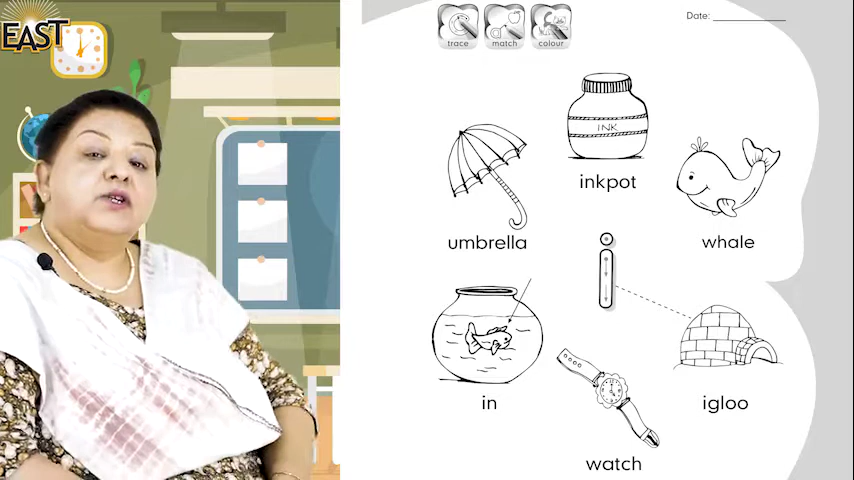 EAST
trace match colour
Date:
INK
inkpot
umbrella
whale
i
in
igloo
watch